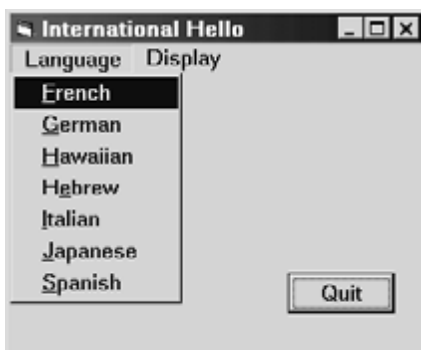 International Hello
Language Display
French
German
Hawaiian
Hebrew
Italian
Japanese
Spanish
Quit